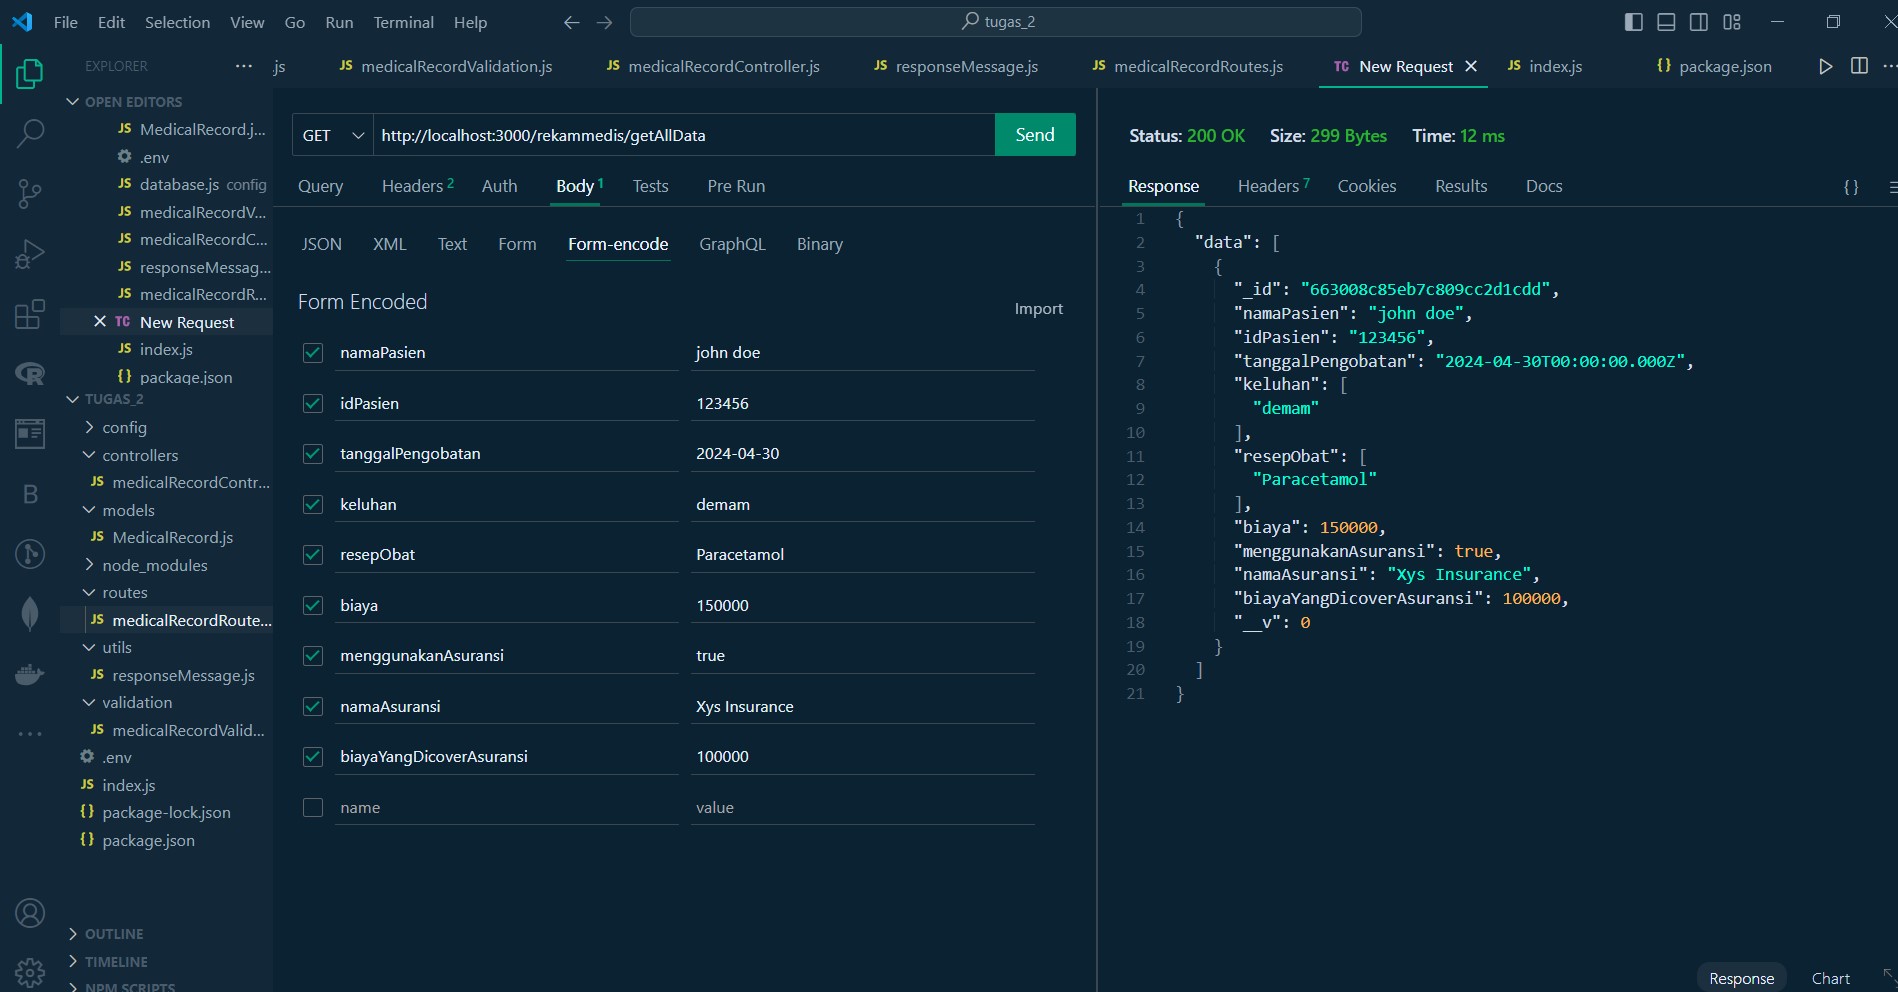 File Edit Selection View Go Run Terminal Help
tugas_2
EXPLORER ...
.js
JS medicalRecordValidation.js
JS medicalRecordController.js
JS responseMessage.js
JS medicalRecordRoutes.js
TC New Request
JS index.js
{} package.json
OPEN EDITORS
JS MedicalRecord.j...
.env
JS database.js config
JS medicalRecordV...
JS medicalRecordC...
JS responseMessag...
JS medicalRecordR...
TC New Request
JS index.js
{} package.json
TUGAS_2
config
controllers
JS medicalRecordContr...
models
JS MedicalRecord.js
node_modules
routes
JS medicalRecordRoute...
utils
JS responseMessage.js
validation
JS medicalRecordValid...
.env
JS index.js
{} package-lock.json
{} package.json
OUTLINE
TIMELINE
NPM SCRIPTS
GET http://localhost:3000/rekammedis/getAllData Send
Query Headers 2 Auth Body 1 Tests Pre Run
JSON XML Text Form Form-encode GraphQL Binary
Form Encoded
Import
namaPasien john doe
idPasien 123456
tanggalPengobatan 2024-04-30
keluhan demam
resepObat Paracetamol
biaya 150000
menggunakanAsuransi true
namaAsuransi Xys Insurance
biayaYangDicoverAsuransi 100000
name value
Status: 200 OK Size: 299 Bytes Time: 12 ms
Response Headers 7 Cookies Results Docs {}
1 {
2 "data": [
3 {
4 "_id": "663008c85eb7c809cc2d1cdd",
5 "namaPasien": "john doe",
6 "idPasien": "123456",
7 "tanggalPengobatan": "2024-04-30T00:00:00.000Z",
8 "keluhan": [
9 "demam"
10 ],
11 "resepObat": [
12 "Paracetamol"
13 ],
14 "biaya": 150000,
15 "menggunakanAsuransi": true,
16 "namaAsuransi": "Xys Insurance",
17 "biayaYangDicoverAsuransi": 100000,
18 "__v": 0
19 }
20 ]
21 }
Response Chart